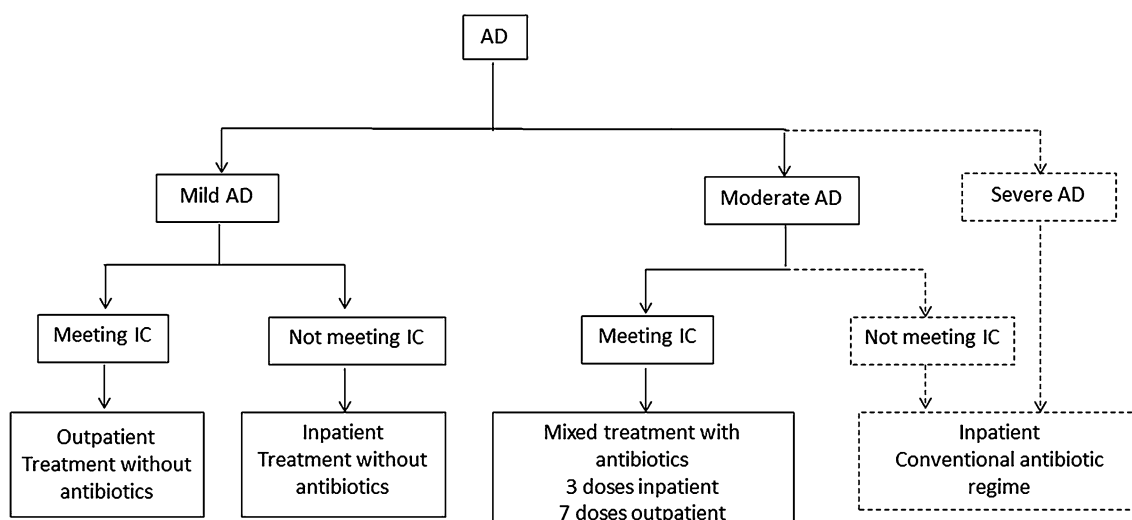 AD
Mild AD
Moderate AD
Severe AD
Meeting IC
Not meeting IC
Meeting IC
Not meeting IC
Outpatient
Treatment without
antibiotics
Inpatient
Treatment without
antibiotics
Mixed treatment with
antibiotics
3 doses inpatient
7 doses outpatient
Inpatient
Conventional antibiotic
regime